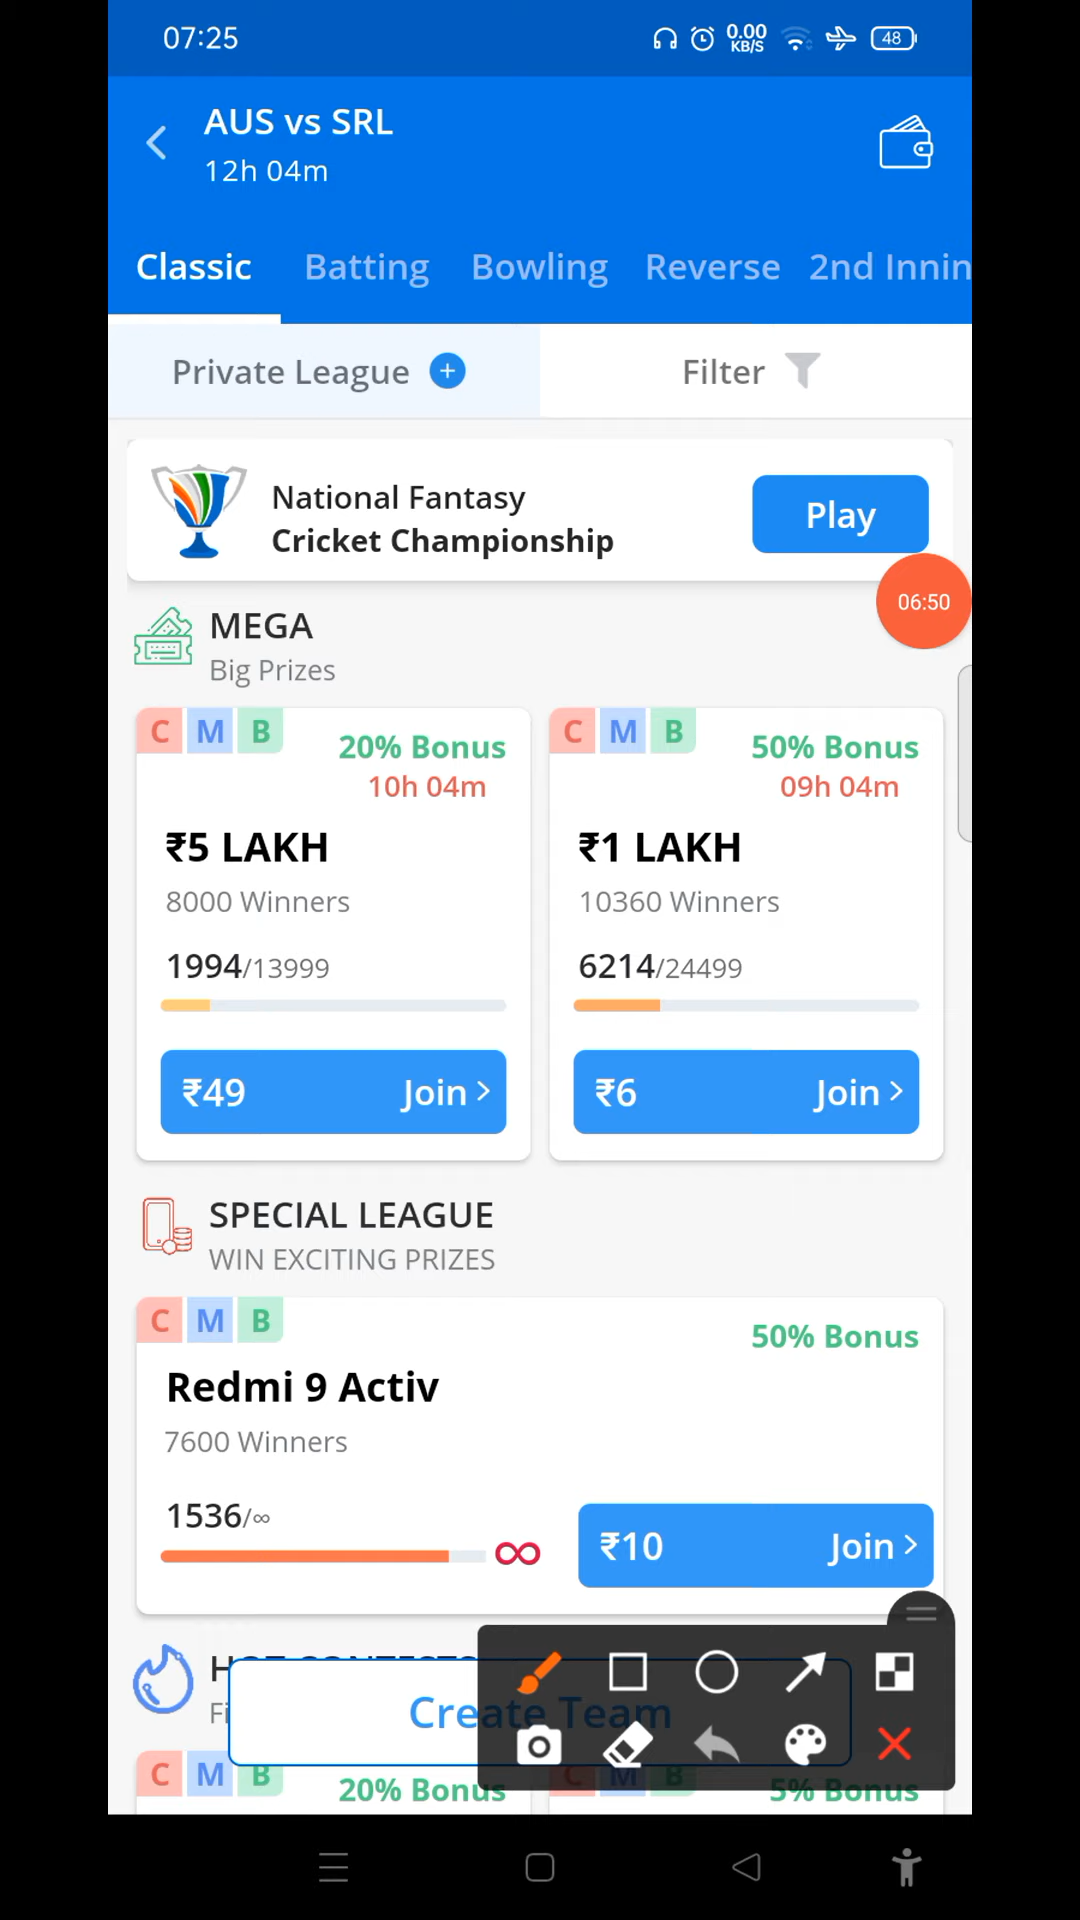 07:25
0.00
KB/S
48
AUS vs SRL
12h 04m
Classic Batting Bowling Reverse 2nd Innin
Private League +
Filter
National Fantasy
Cricket Championship
Play
06:50
MEGA
Big Prizes
C M B
20% Bonus
10h 04m
₹5 LAKH
8000 Winners
1994/13999
₹49 Join >
C M B
50% Bonus
09h 04m
₹1 LAKH
10360 Winners
6214/24499
₹6 Join >
SPECIAL LEAGUE
WIN EXCITING PRIZES
C M B
50% Bonus
Redmi 9 Activ
7600 Winners
1536/∞
∞
₹10 Join >
HOT CONTESTS
Fi
Create Team
C M B
20% Bonus
C M B
5% Bonus